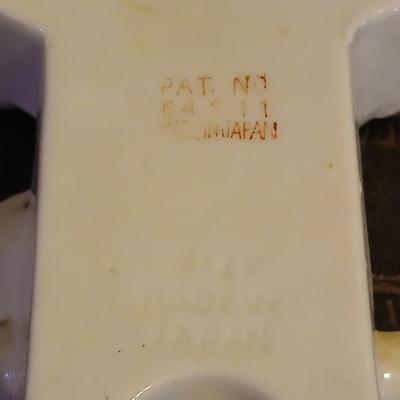 PAT. NO
64211
MADE IN JAPAN
MADE IN
JAPAN